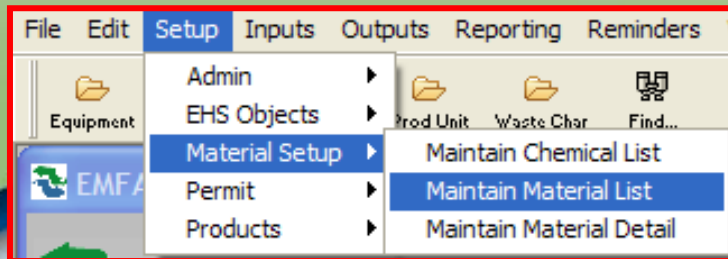 File Edit Setup Inputs Outputs Reporting Reminders
Equipment Prod Unit Waste Char Find...
Admin
EHS Objects
Material Setup Maintain Chemical List
EMFA Permit Maintain Material List
Products Maintain Material Detail